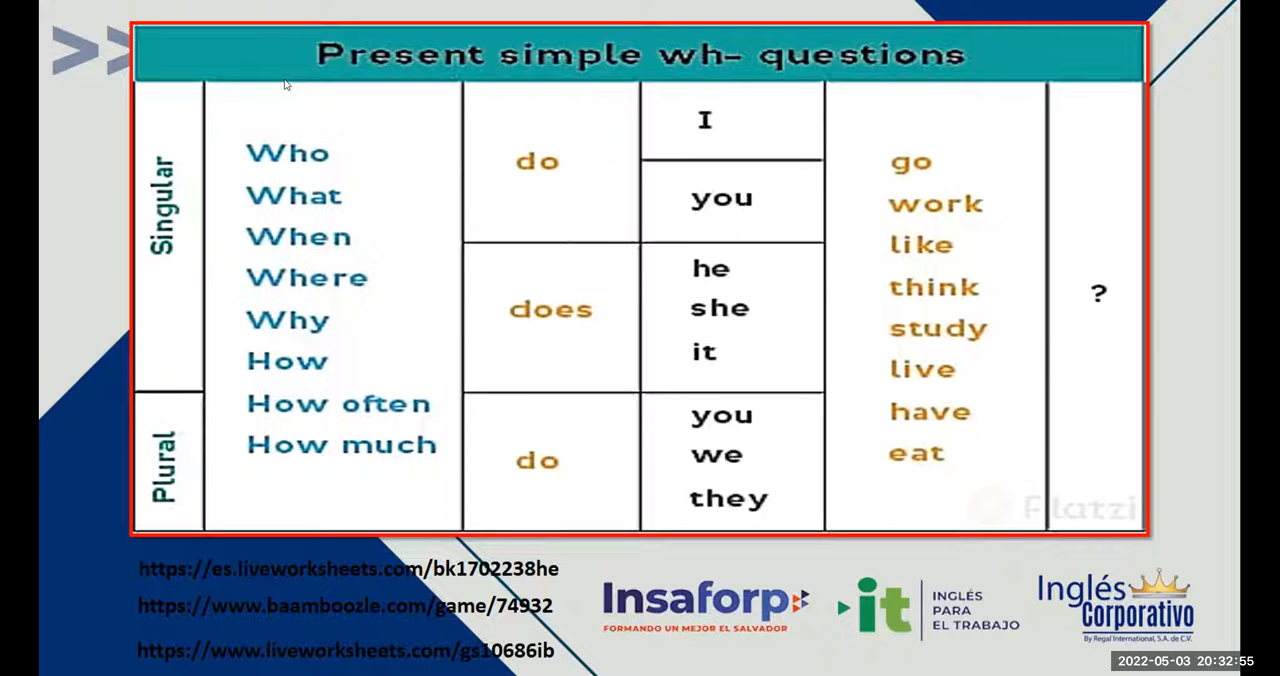 >>
Present simple wh- questions
Singular
Who
What
When
Where
Why
How
How often
How much
do
I
you
does
he
she
it
go
work
like
think
study
live
have
eat
?
Plural
do
you
we
they
Platzi
https://es.liveworksheets.com/bk1702238he
https://www.baamboozle.com/game/74932
https://www.liveworksheets.com/gs10686ib
Insaforp
FORMANDO UN MEJOR EL SALVADOR
it
INGLÉS
PARA
EL TRABAJO
Inglés
Corporativo
By Regal International, S.A. de C.V.
2022-05-03 20:32:55